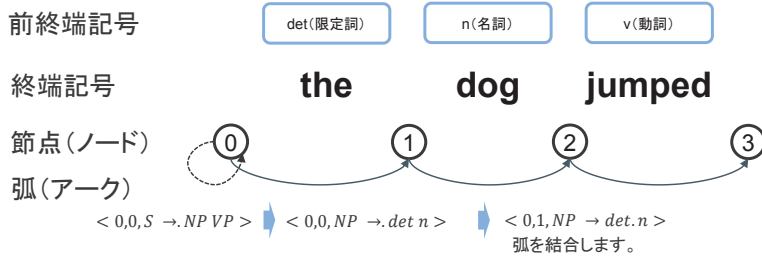 前終端記号 det(限定詞) n(名詞) v(動詞)
終端記号 the dog jumped
節点(ノード) 0 1 2 3
弧(アーク)
< 0,0, S →. NP VP > < 0,0, NP →. det n > < 0,1, NP → det. n >
弧を結合します。